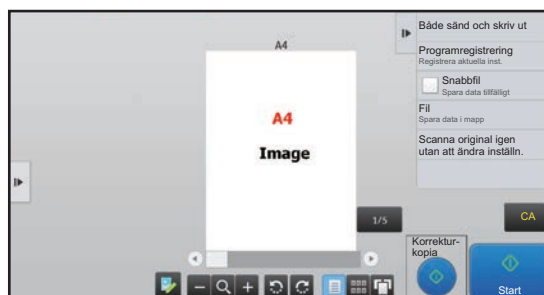 A4
A4
Image
1/5
Både sänd och skriv ut
Programregistrering
Registrera aktuella inst.
Snabbfil
Spara data tillfälligt
Fil
Spara data i mapp
Scanna original igen
utan att ändra inställn.
CA
Korrektur-
kopia
Start